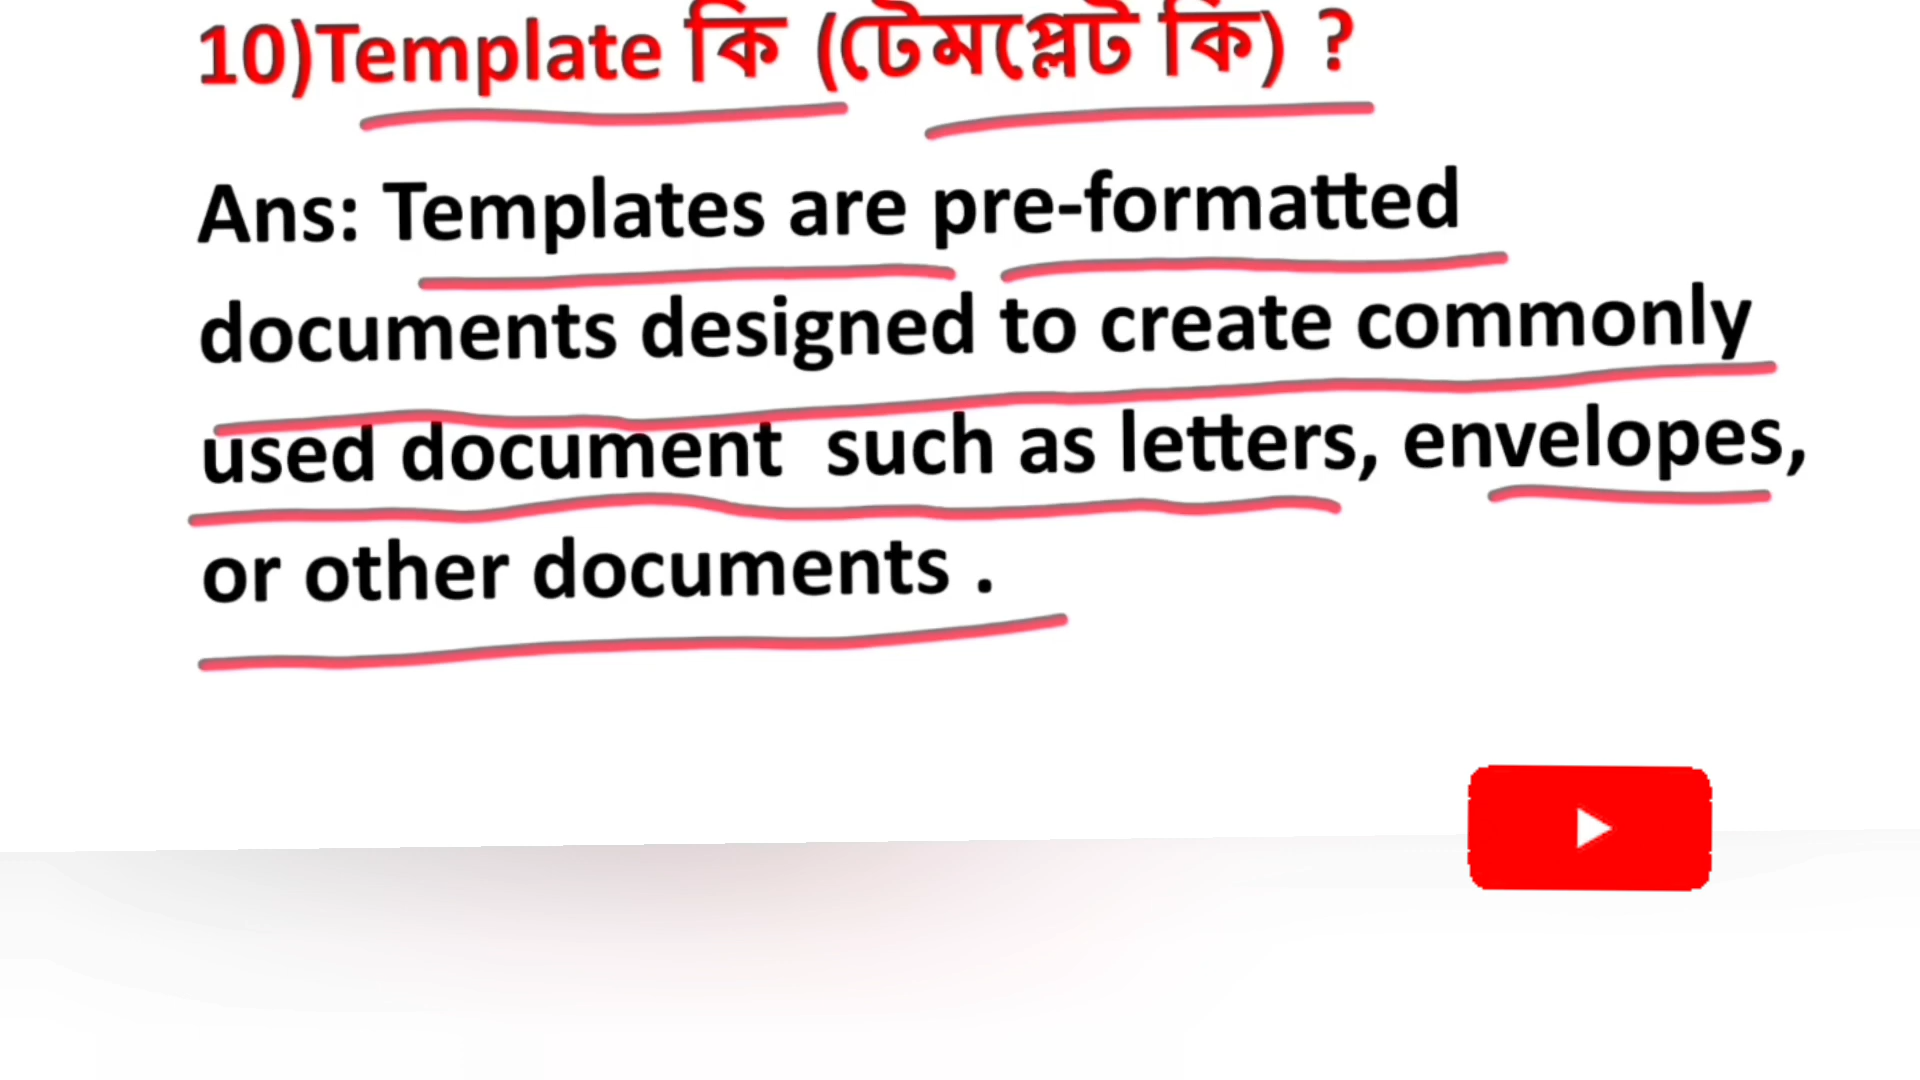 10)Template কি (টেমপ্লেট কি) ?
Ans: Templates are pre-formatted
documents designed to create commonly
used document  such as letters, envelopes,
or other documents .